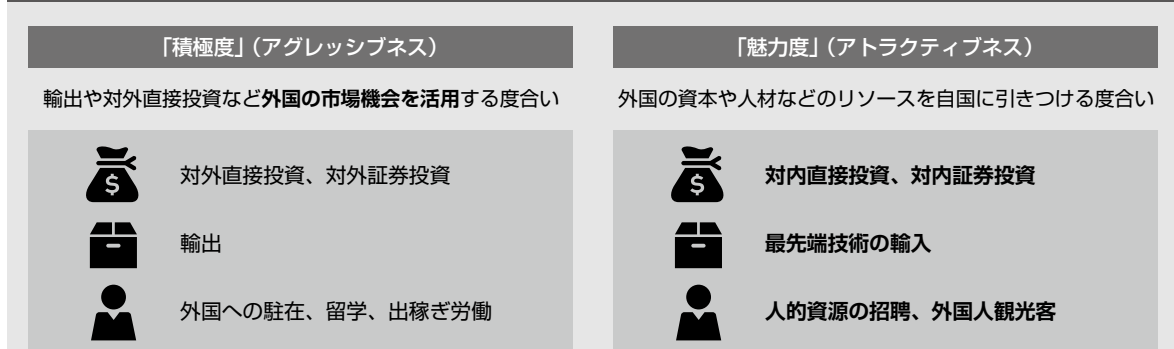 「積極度」（アグレッシブネス）
輸出や対外直接投資など外国の市場機会を活用する度合い
$ 対外直接投資、対外証券投資
輸出
外国への駐在、留学、出稼ぎ労働
「魅力度」（アトラクティブネス）
外国の資本や人材などのリソースを自国に引きつける度合い
$ 対内直接投資、対内証券投資
最先端技術の輸入
人的資源の招聘、外国人観光客